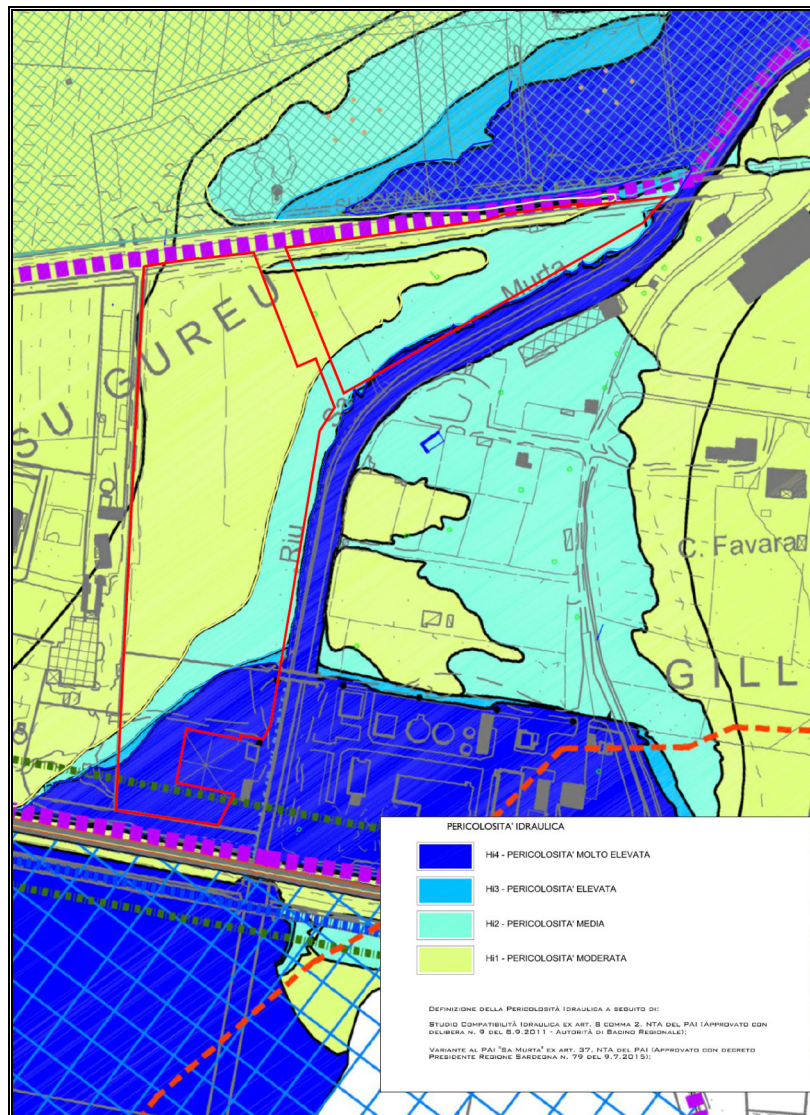 SU GUREU
Murta
Sa
Riu
C. Favara
GILL
PERICOLOSITA' IDRAULICA
Hi4 - PERICOLOSITA' MOLTO ELEVATA
Hi3 - PERICOLOSITA' ELEVATA
Hi2 - PERICOLOSITA' MEDIA
Hi1 - PERICOLOSITA' MODERATA
DEFINIZIONE DELLA PERICOLOSITÀ IDRAULICA A SEGUITO DI:
STUDIO COMPATIBILITÀ IDRAULICA EX ART. 8 COMMA 2, NTA DEL PAI (APPROVATO CON
DELIBERA N. 9 DEL 8.9.2011 - AUTORITÀ DI BACINO REGIONALE);
VARIANTE AL PAI "SA MURTA" EX ART. 37, NTA DEL PAI (APPROVATO CON DECRETO
PRESIDENTE REGIONE SARDEGNA N. 79 DEL 9.7.2015);